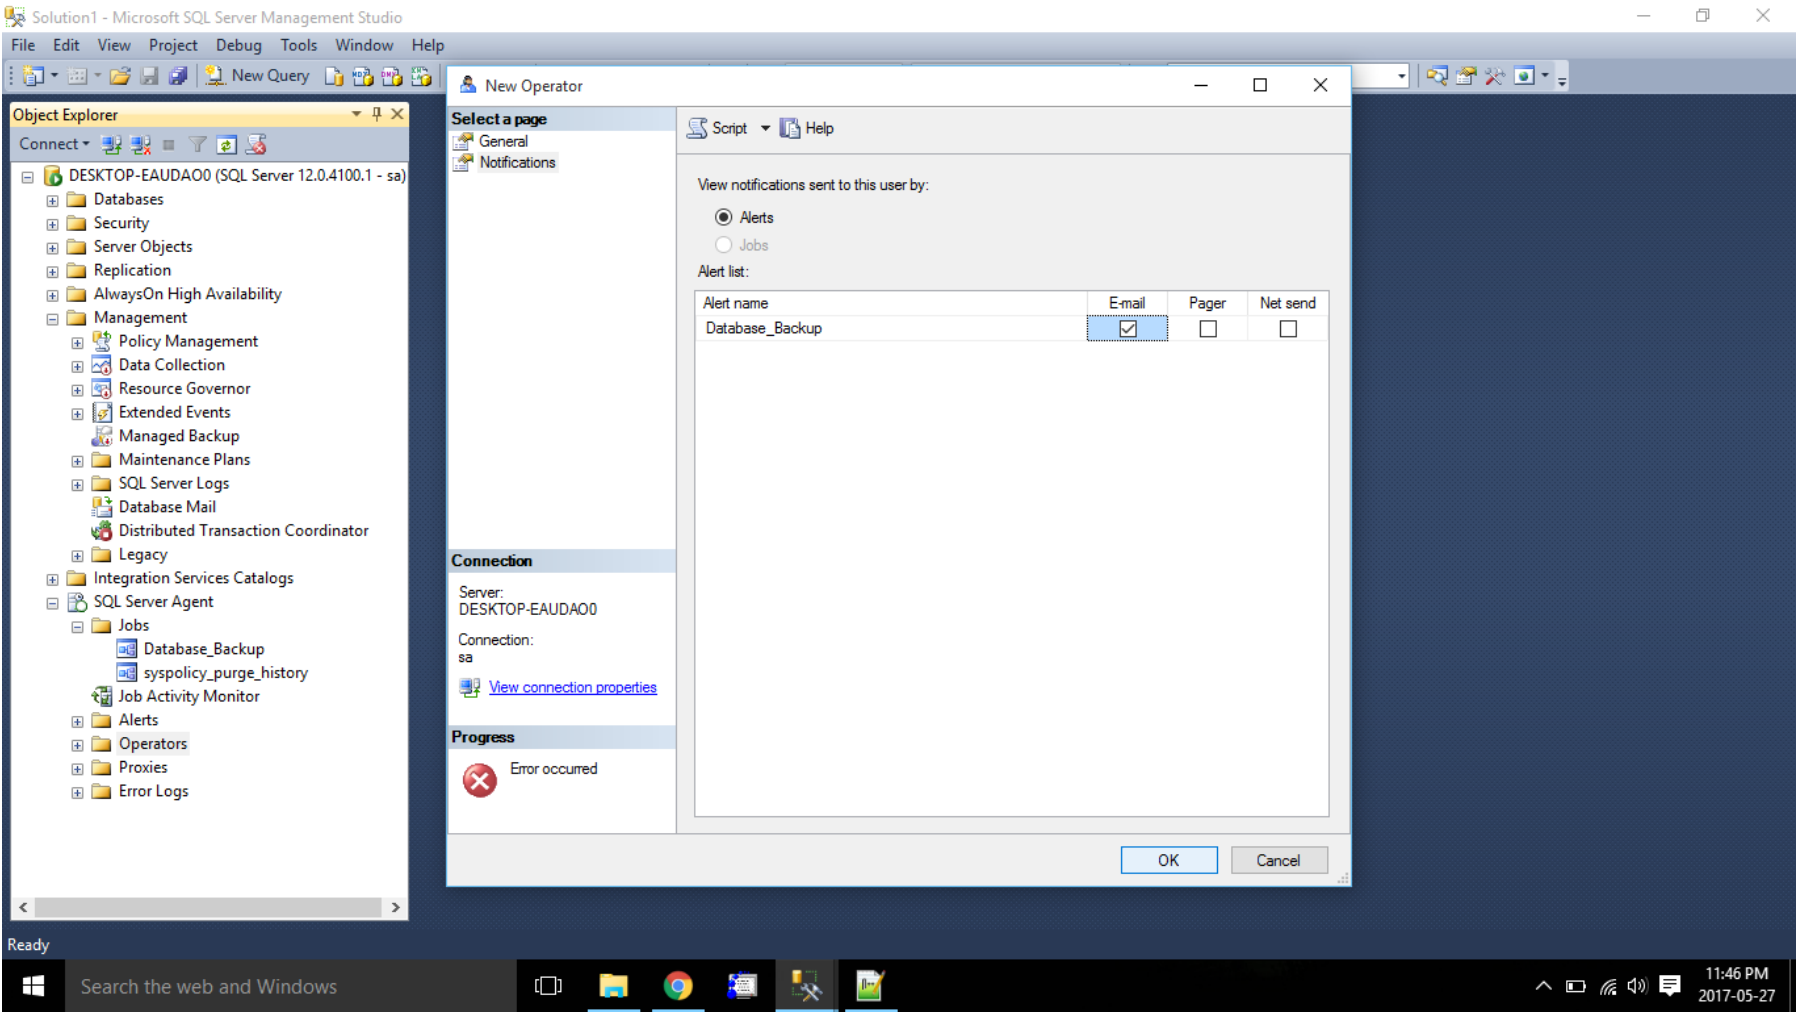 Solution1 - Microsoft SQL Server Management Studio
File Edit View Project Debug Tools Window Help
New Query
Object Explorer
Connect
DESKTOP-EAUDAO0 (SQL Server 12.0.4100.1 - sa)
Databases
Security
Server Objects
Replication
AlwaysOn High Availability
Management
Policy Management
Data Collection
Resource Governor
Extended Events
Managed Backup
Maintenance Plans
SQL Server Logs
Database Mail
Distributed Transaction Coordinator
Legacy
Integration Services Catalogs
SQL Server Agent
Jobs
Database_Backup
syspolicy_purge_history
Job Activity Monitor
Alerts
Operators
Proxies
Error Logs
New Operator
Select a page
General
Notifications
Connection
Server:
DESKTOP-EAUDAO0
Connection:
sa
View connection properties
Progress
Error occurred
Script Help
View notifications sent to this user by:
Alerts
Jobs
Alert list:
Alert name E-mail Pager Net send
Database_Backup
OK Cancel
Ready
Search the web and Windows
11:46 PM
2017-05-27